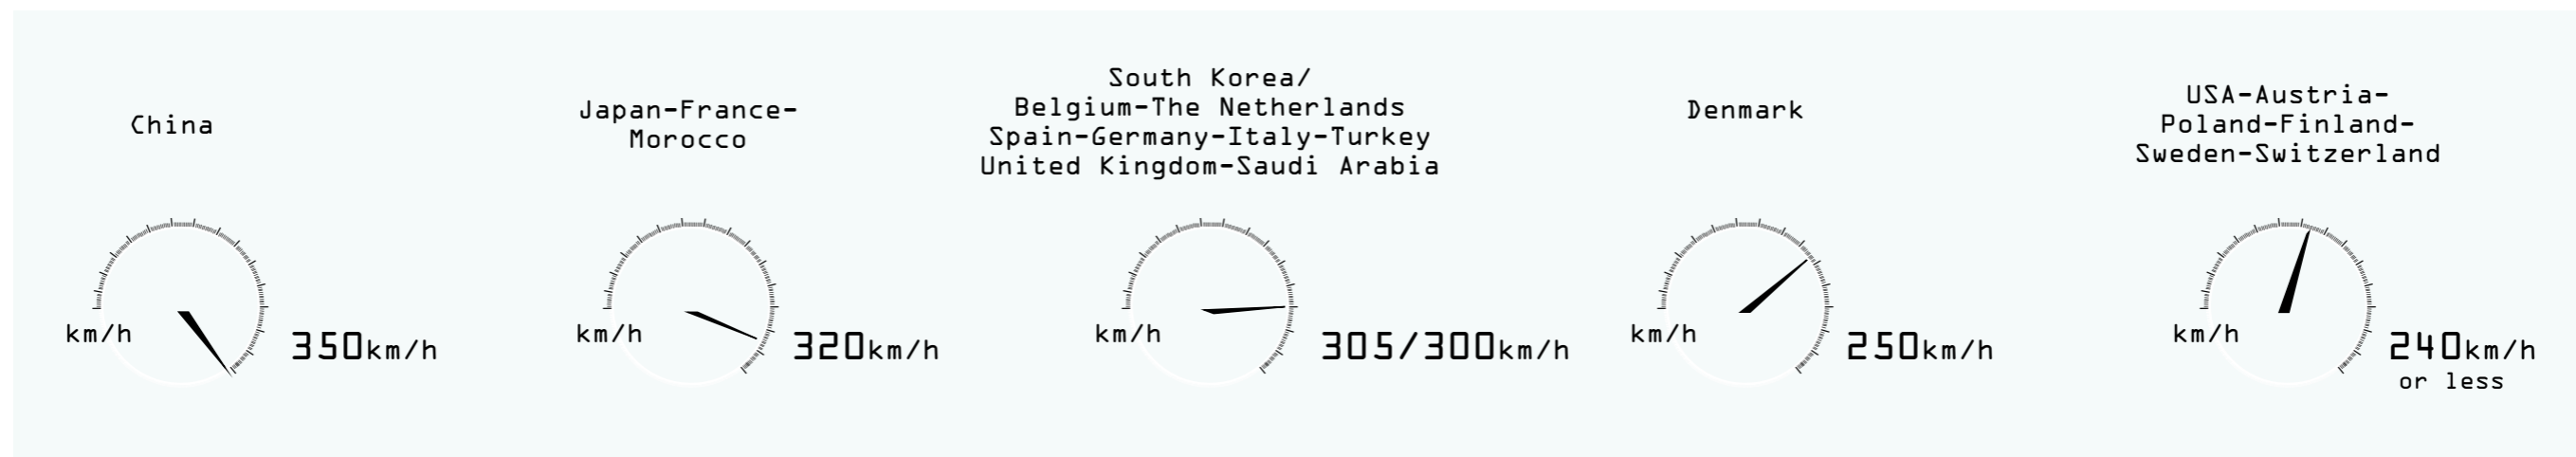 China
km/h
350km/h
Japan-France-
Morocco
km/h
320km/h
South Korea/
Belgium-The Netherlands
Spain-Germany-Italy-Turkey
United Kingdom-Saudi Arabia
km/h
305/300km/h
Denmark
km/h
250km/h
USA-Austria-
Poland-Finland-
Sweden-Switzerland
km/h
240km/h
or less